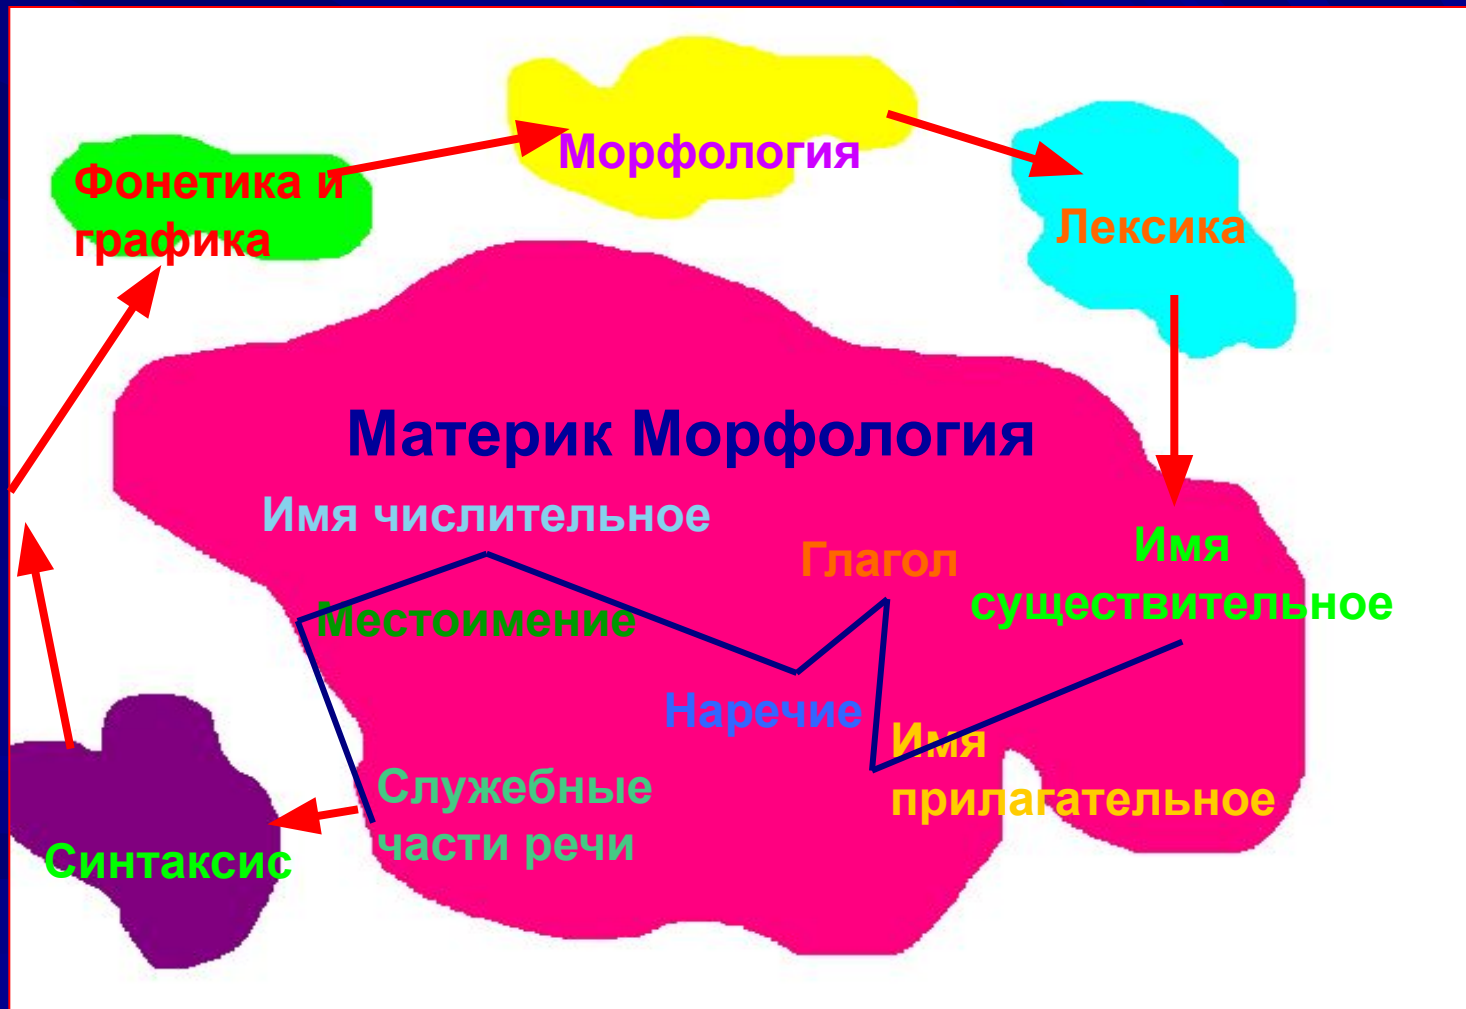 Морфология
Фонетика и
графика
Лексика
Материк Морфология
Имя числительное
Глагол
Имя
существительное
Местоимение
Наречие
Имя
прилагательное
Служебные
части речи
Синтаксис